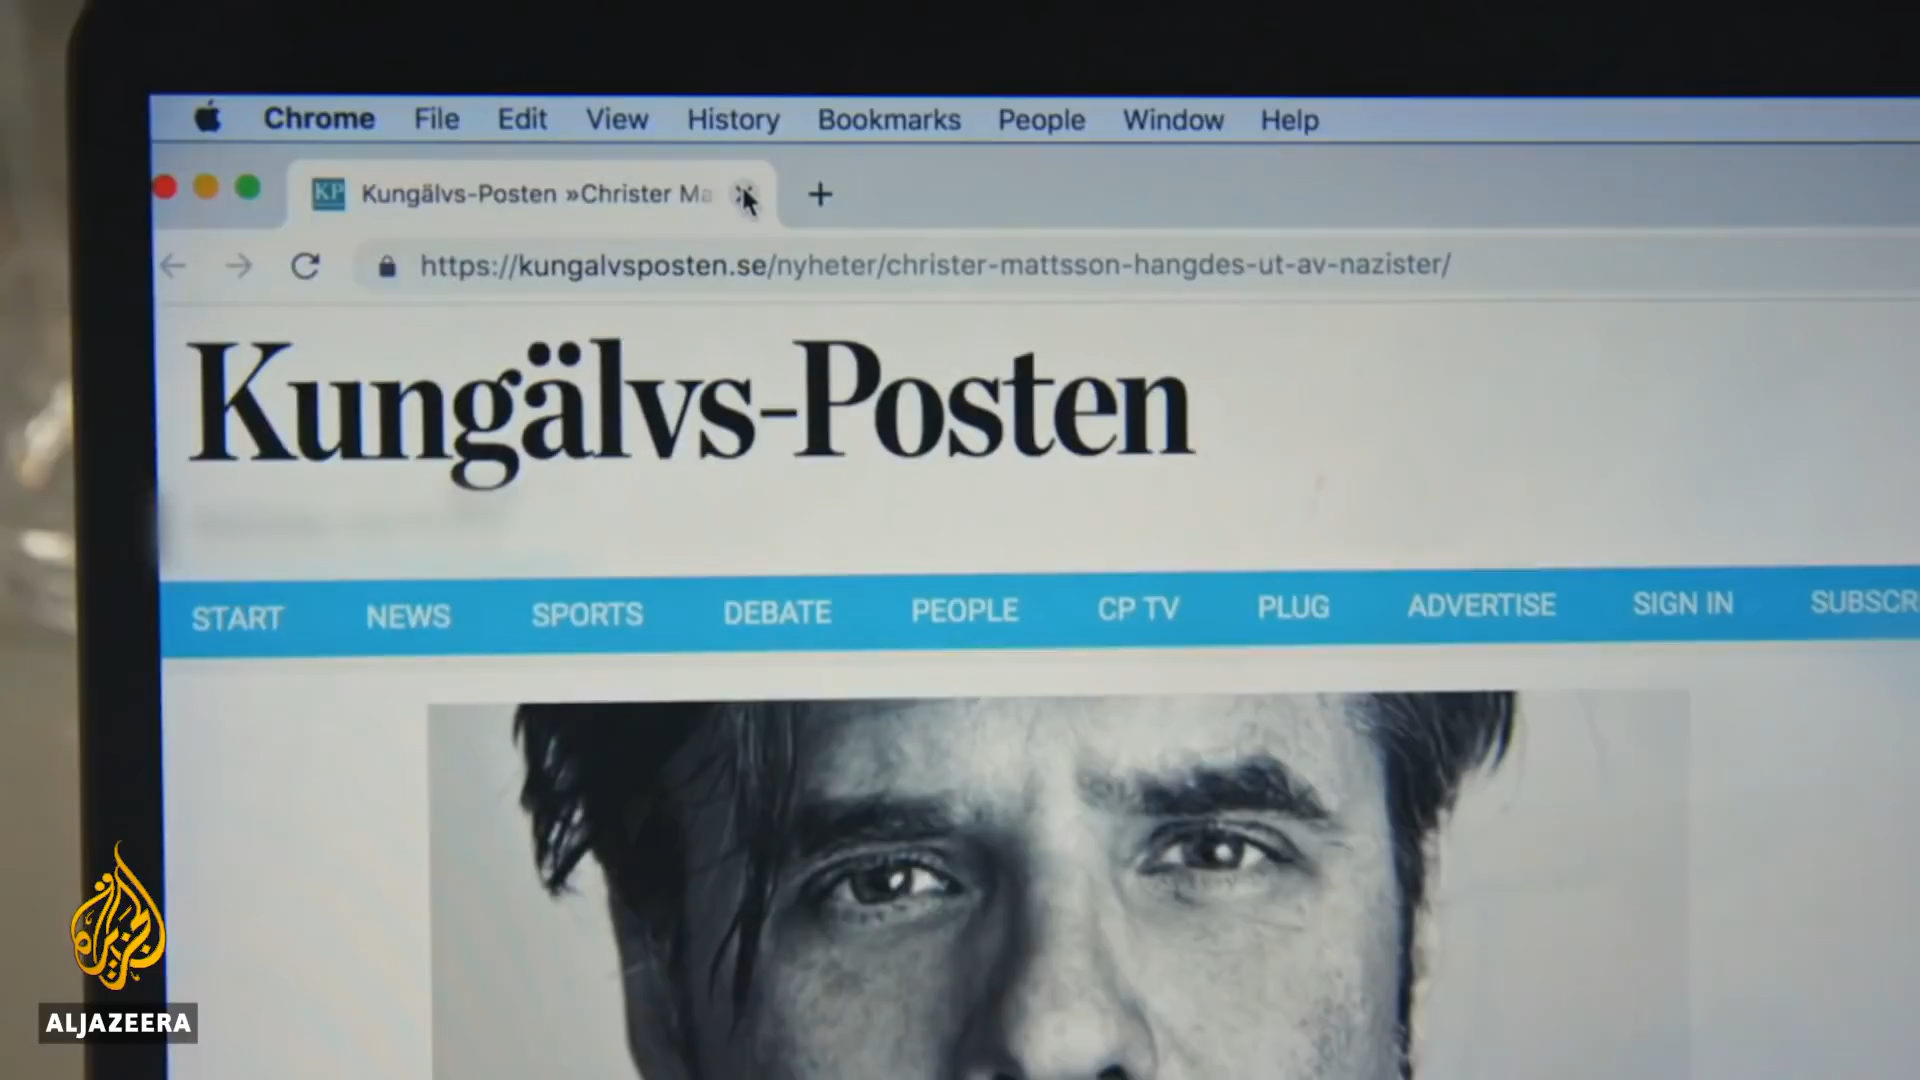 Chrome File Edit View History Bookmarks People Window Help
KP Kungälvs-Posten »Christer Ma
https://kungalvsposten.se/nyheter/christer-mattsson-hangdes-ut-av-nazister/
Kungälvs-Posten
START NEWS SPORTS DEBATE PEOPLE CP TV PLUG ADVERTISE SIGN IN SUBSCR
الجزيرة
ALJAZEERA